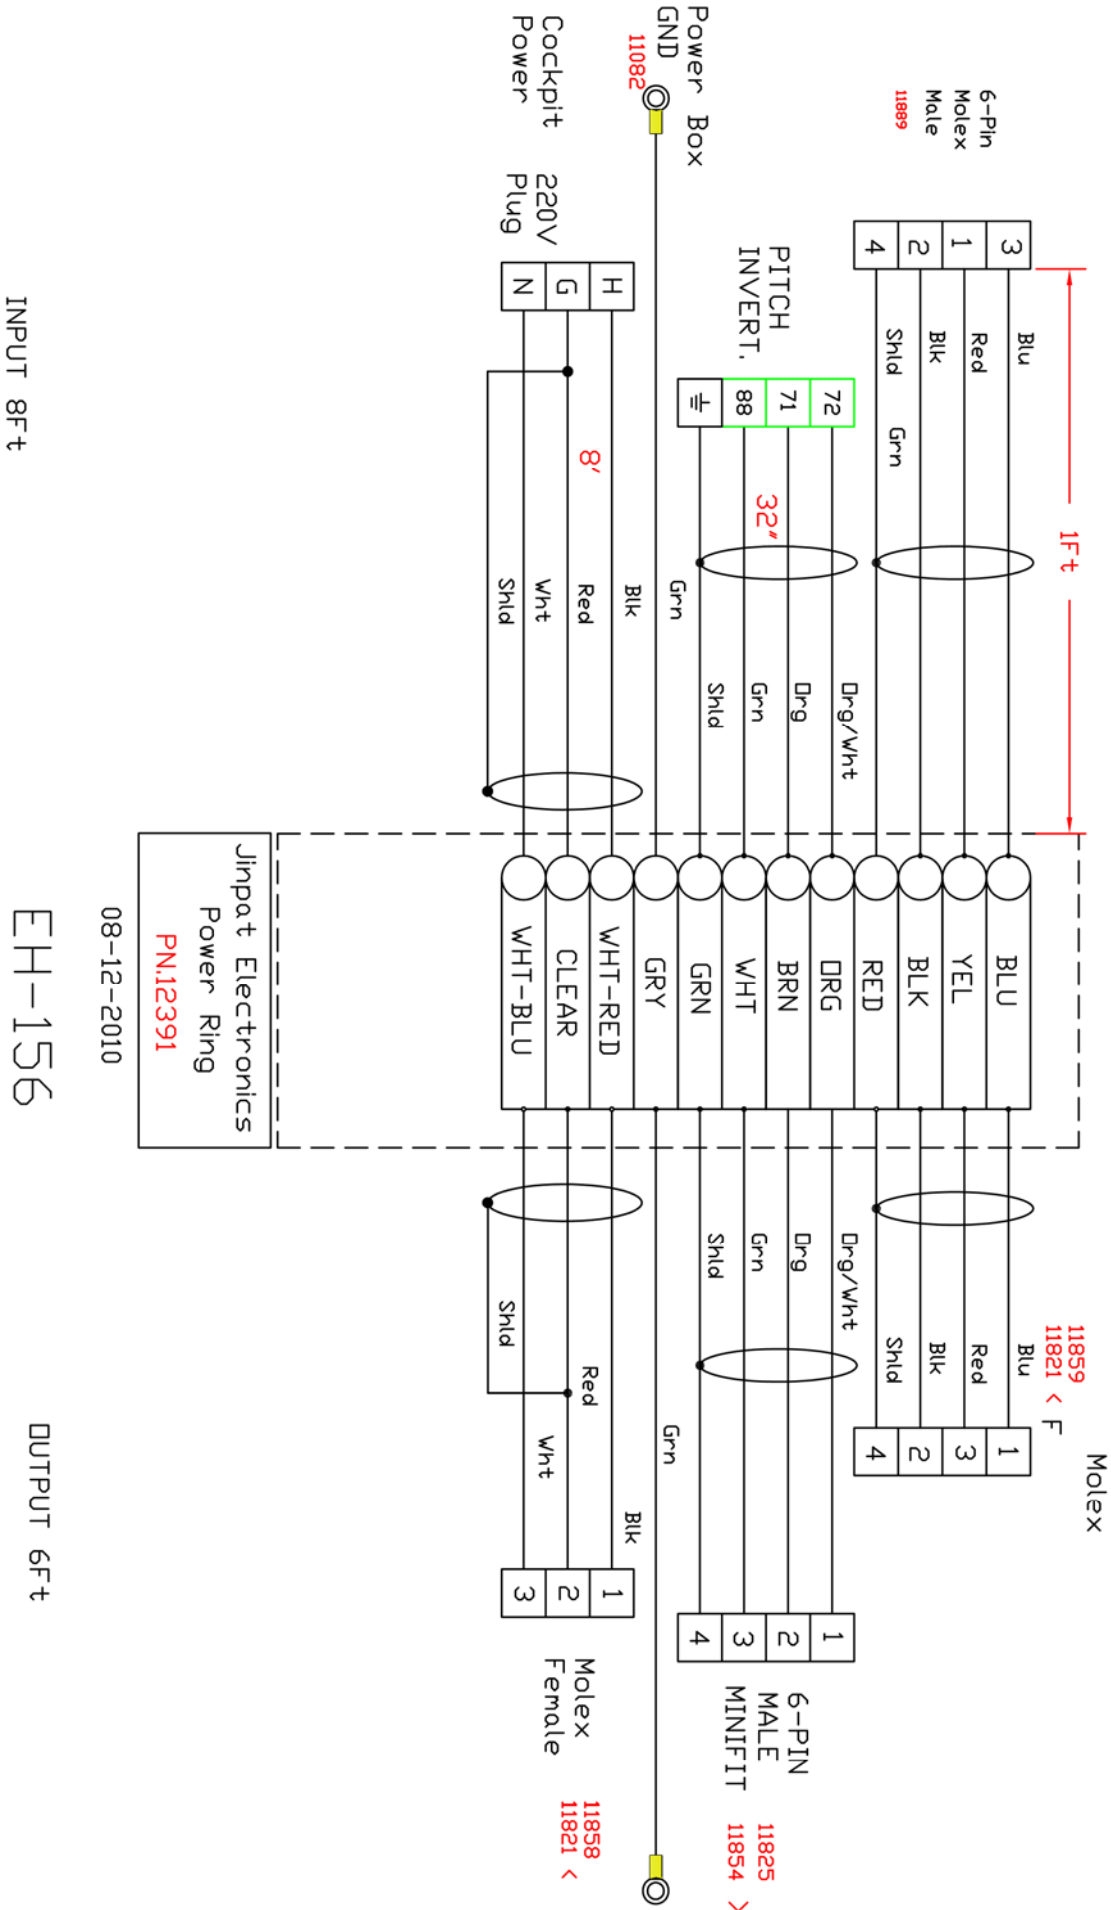 Molex
11859
11821 < F
1Ft
6-Pin
Molex
Male
11889
3
1
2
4
Blu
Red
Blk
Shld
Grn
BLU
YEL
BLK
RED
ORG
BRN
WHT
GRN
GRY
WHT-RED
CLEAR
WHT-BLU
Blu
Red
Blk
Shld
1
3
2
4
PITCH
INVERT.
72
71
88
32"
Org/Wht
Org
Grn
Shld
Org/Wht
Org
Grn
Shld
1
2
3
4
6-PIN
MALE
MINIFIT
11825
11854 >
Power Box
GND
11082
Grn
Grn
Cockpit
Power
220V
Plug
H
G
N
8'
Blk
Red
Wht
Shld
Blk
Red
Wht
Shld
1
2
3
Molex
Female
11858
11821 <
Jinpat Electronics
Power Ring
PN.12391
08-12-2010
INPUT 8Ft
EH-156
OUTPUT 6Ft